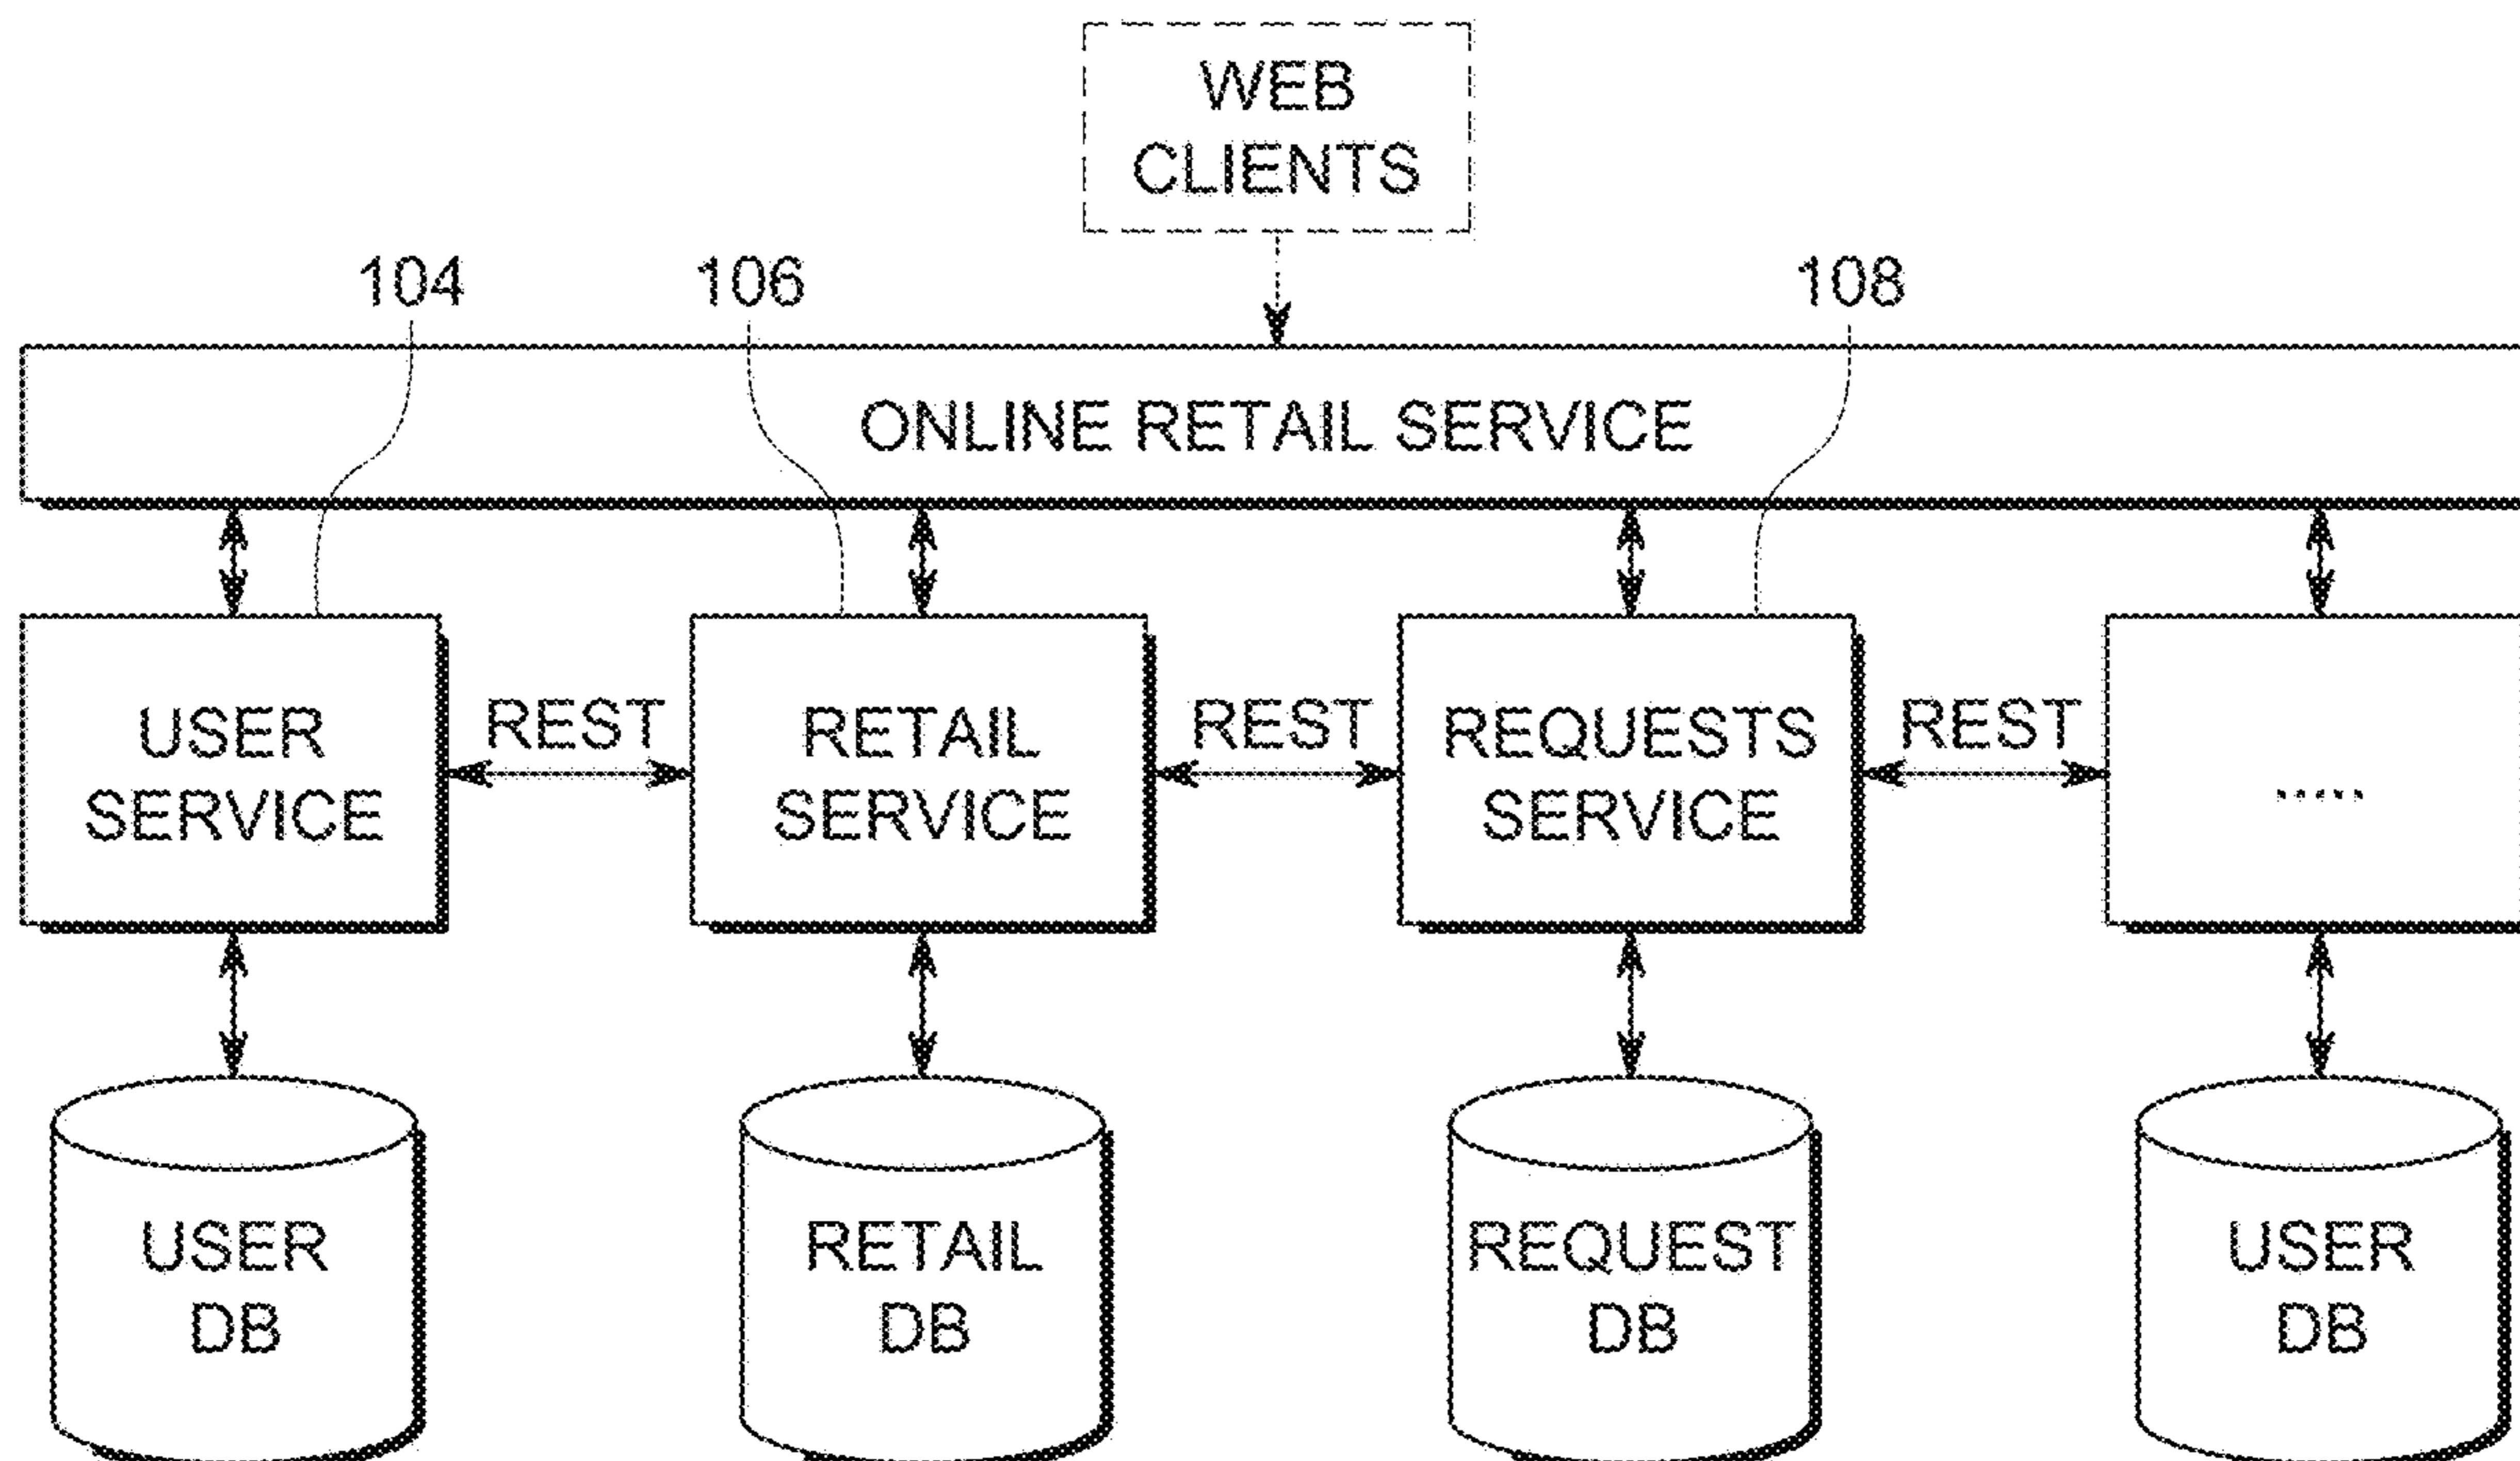 WEB
CLIENTS
104
106
108
ONLINE RETAIL SERVICE
USER
SERVICE
REST
RETAIL
SERVICE
REST
REQUESTS
SERVICE
REST
.....
USER
DB
RETAIL
DB
REQUEST
DB
USER
DB